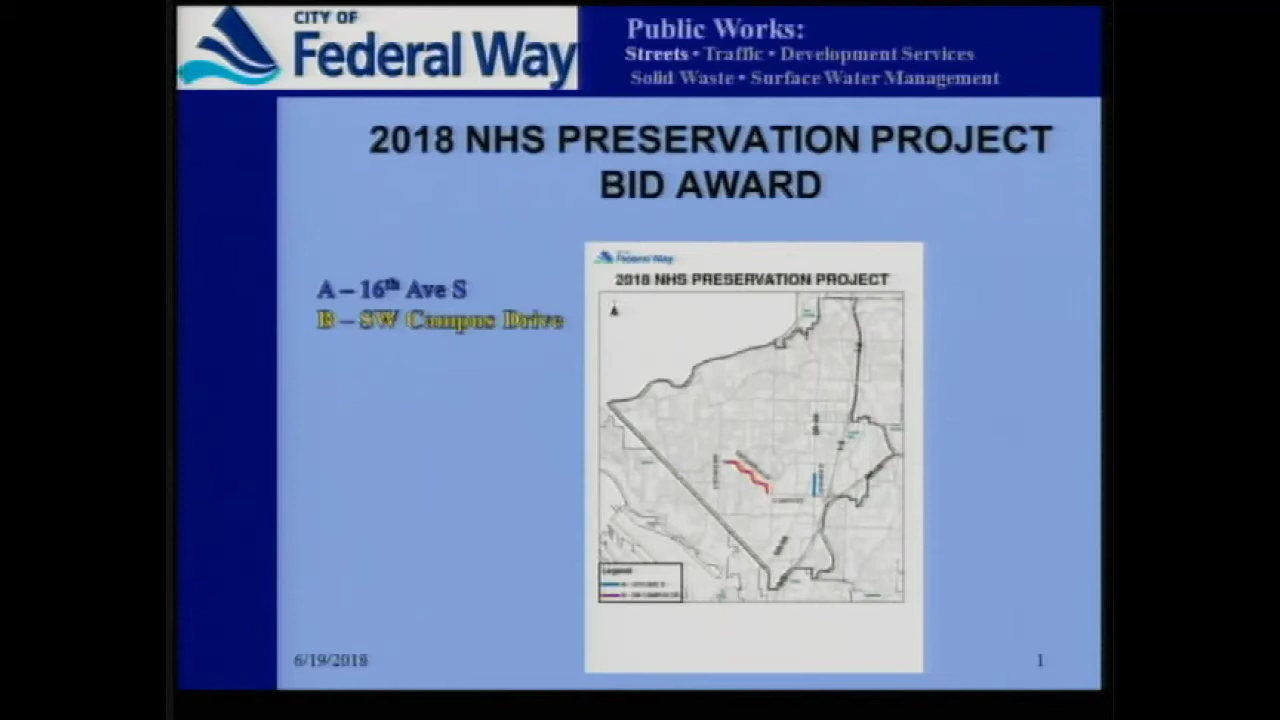 CITY OF
Federal Way
Public Works:
Streets • Traffic • Development Services
Solid Waste • Surface Water Management
2018 NHS PRESERVATION PROJECT
BID AWARD
A – 16th Ave S
B – SW Campus Drive
Federal Way
2018 NHS PRESERVATION PROJECT
Legend
6/19/2018
1